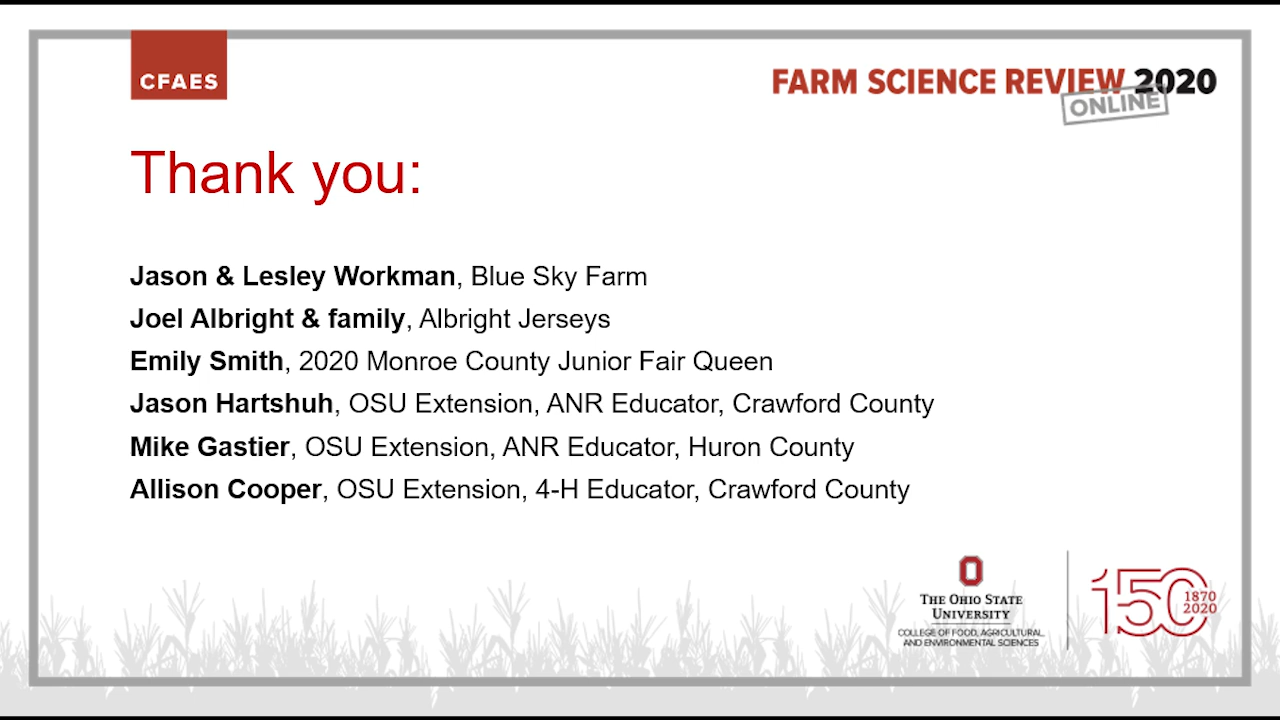 CFAES
FARM SCIENCE REVIEW 2020
ONLINE
Thank you:
Jason & Lesley Workman, Blue Sky Farm
Joel Albright & family, Albright Jerseys
Emily Smith, 2020 Monroe County Junior Fair Queen
Jason Hartshuh, OSU Extension, ANR Educator, Crawford County
Mike Gastier, OSU Extension, ANR Educator, Huron County
Allison Cooper, OSU Extension, 4-H Educator, Crawford County
THE OHIO STATE
UNIVERSITY
COLLEGE OF FOOD, AGRICULTURAL,
AND ENVIRONMENTAL SCIENCES
150
1870
2020